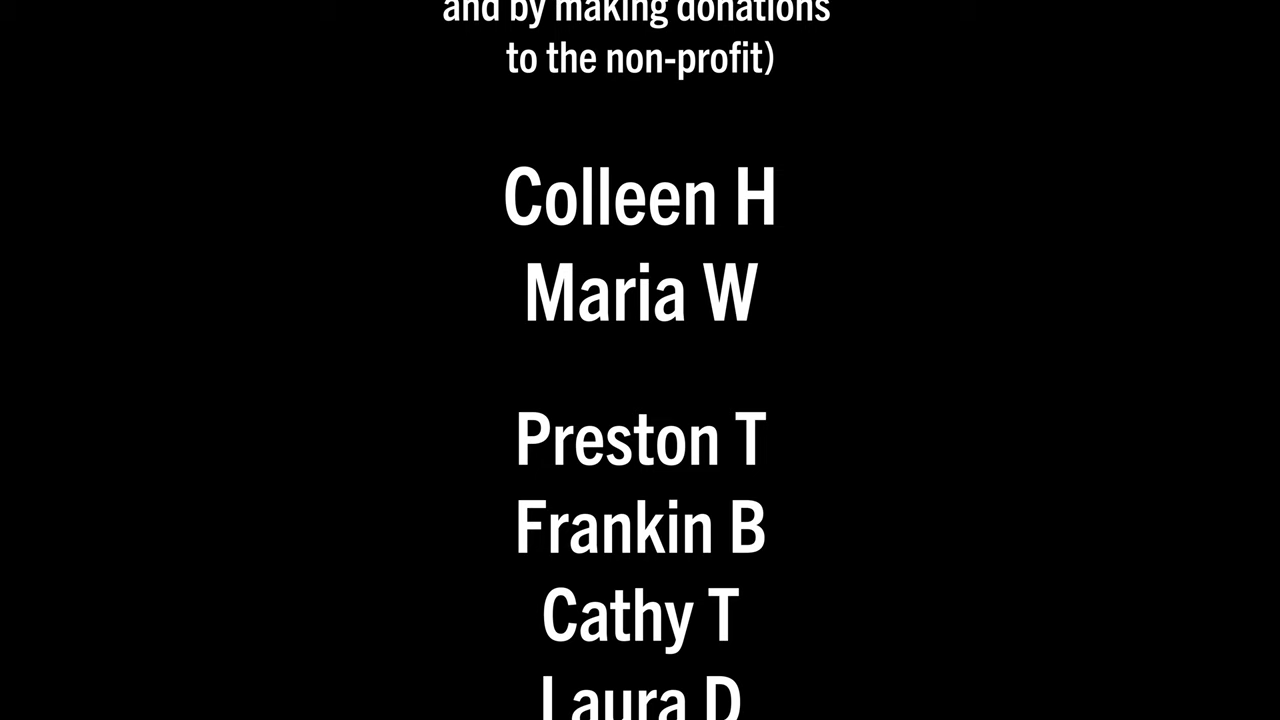 and by making donations
to the non-profit)
Colleen H
Maria W
Preston T
Frankin B
Cathy T
Laura D